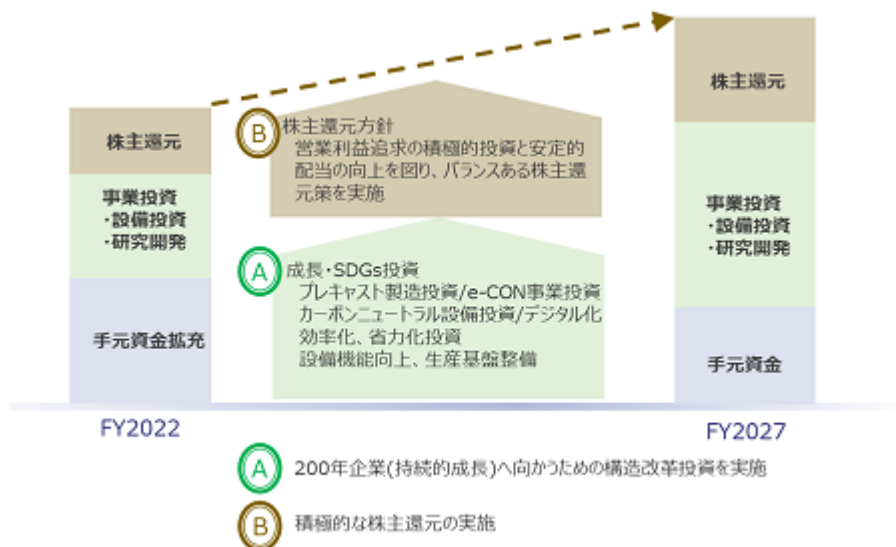 株主還元
事業投資
・設備投資
・研究開発
手元資金拡充
FY2022
B
株主還元方針
営業利益追求の積極的投資と安定的
配当の向上を図り、バランスある株主還
元策を実施
A
成長・SDGs投資
プレキャスト製造投資/e-CON事業投資
カーボンニュートラル設備投資/デジタル化
効率化、省力化投資
設備機能向上、生産基盤整備
株主還元
事業投資
・設備投資
・研究開発
手元資金
FY2027
A
200年企業(持続的成長)へ向かうための構造改革投資を実施
B
積極的な株主還元の実施